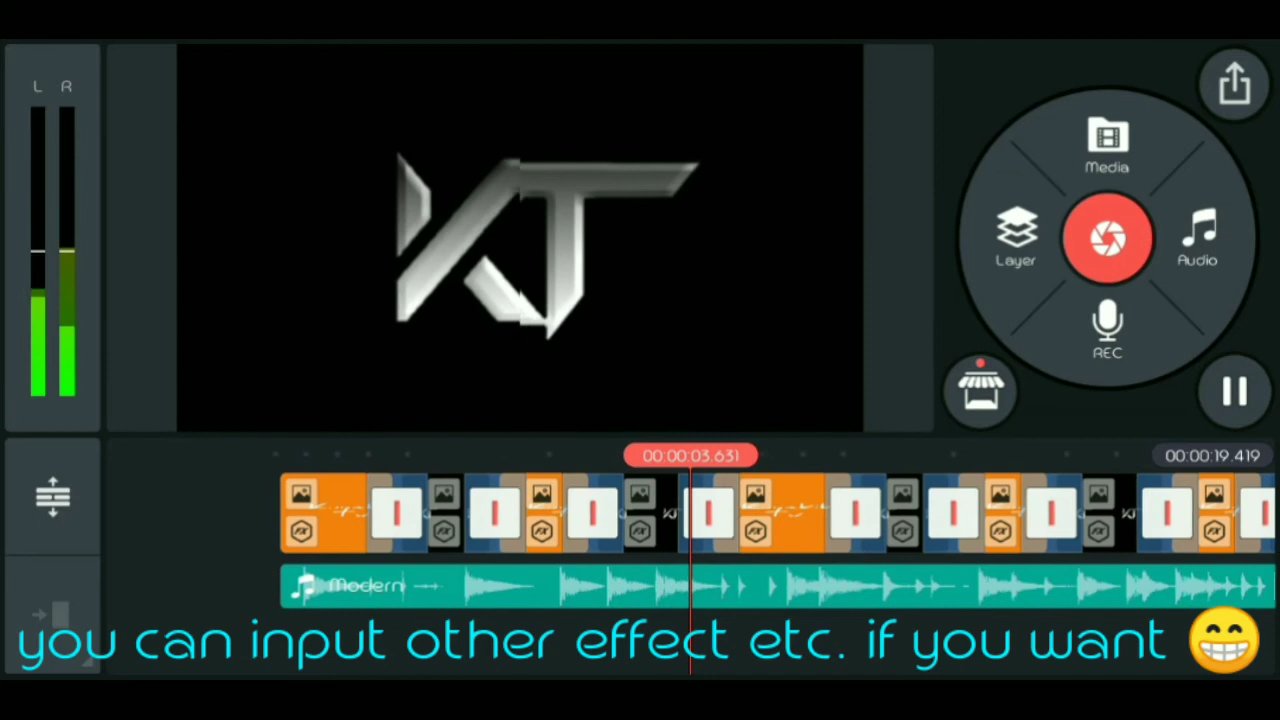 L R
KT
Media
Layer
Audio
REC
00:00:03.631
00:00:19.419
Modern
you can input other effect etc. if you want 😁